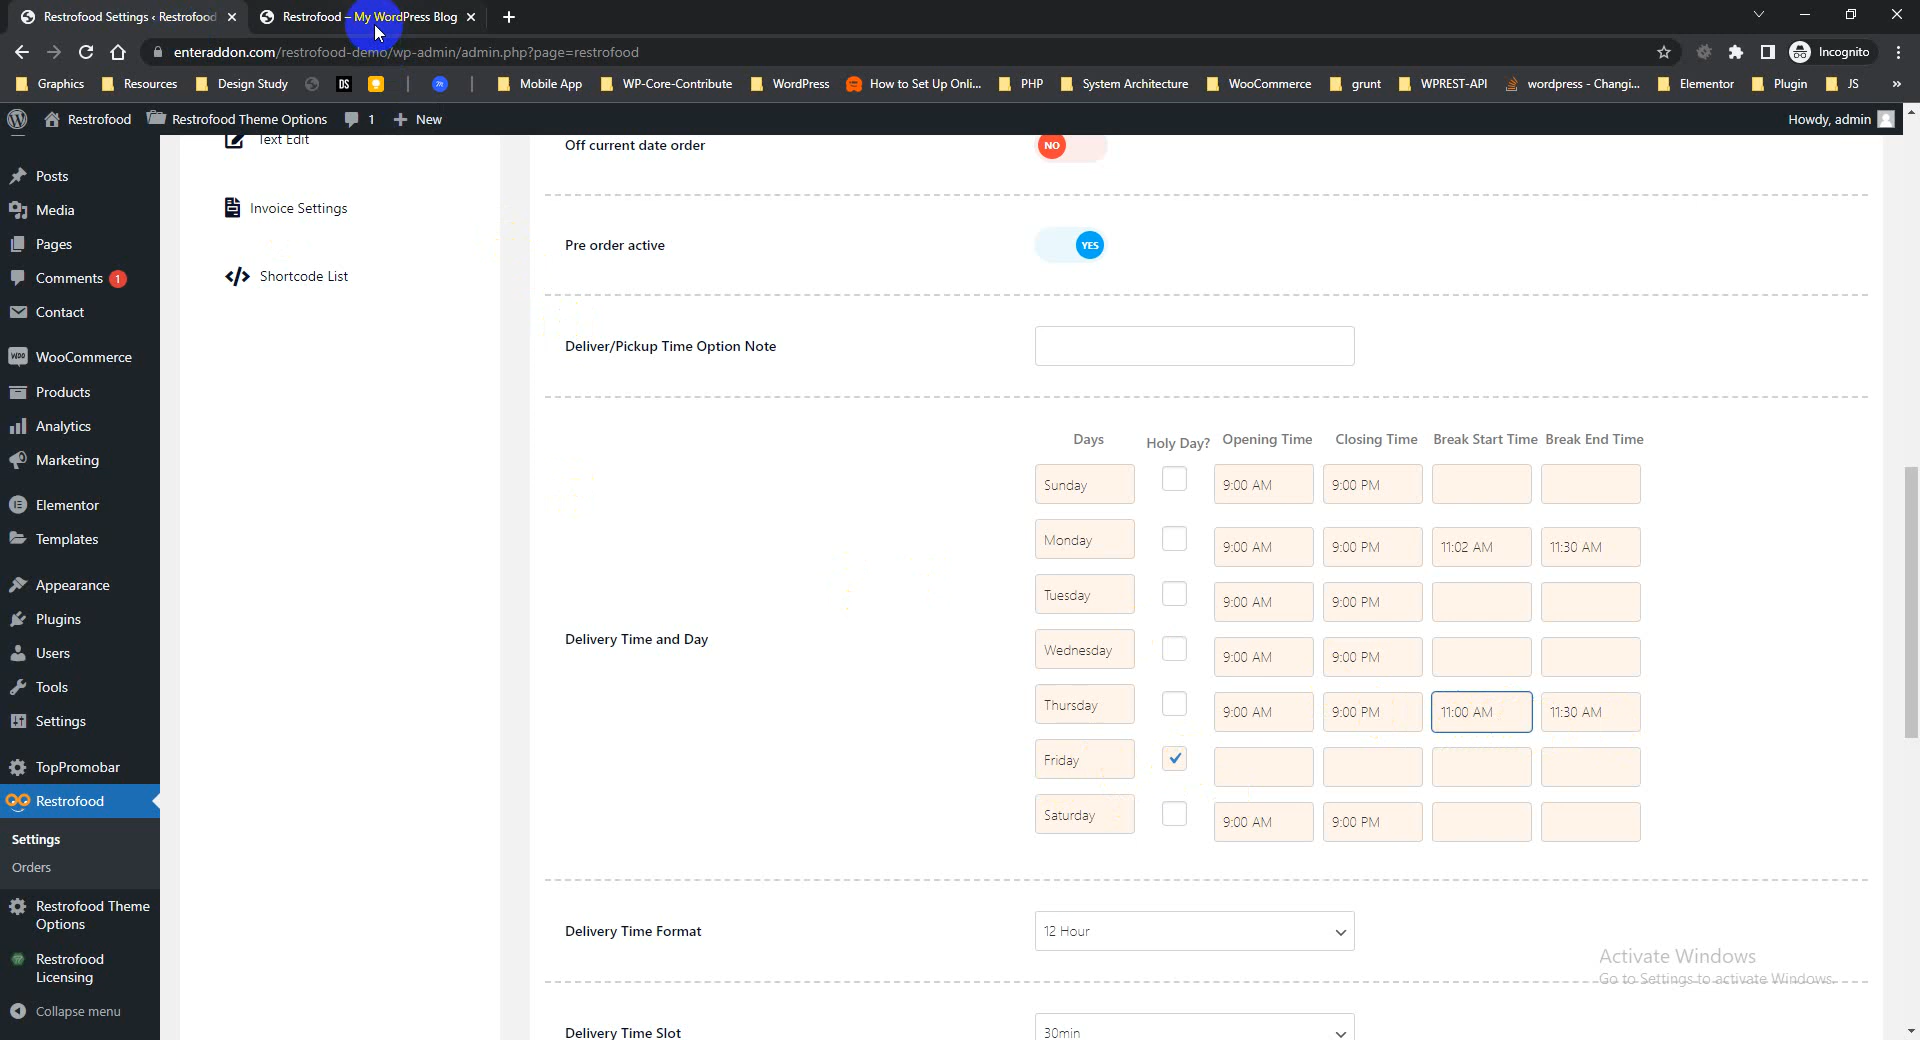 Restrofood Settings ‹ Restrofood
Restrofood – My WordPress Blog
enteraddon.com/restrofood-demo/wp-admin/admin.php?page=restrofood
Incognito
Graphics
Resources
Design Study
DS
Mobile App
WP-Core-Contribute
WordPress
How to Set Up Onli...
PHP
System Architecture
WooCommerce
grunt
WPREST-API
wordpress - Changi...
Elementor
Plugin
JS
»
Restrofood
Restrofood Theme Options
1
New
Howdy, admin
Posts
Media
Pages
Comments 1
Contact
WooCommerce
Products
Analytics
Marketing
Elementor
Templates
Appearance
Plugins
Users
Tools
Settings
TopPromobar
Restrofood
Settings
Orders
Restrofood Theme
Options
Restrofood
Licensing
Collapse menu
Text Edit
Invoice Settings
Shortcode List
Off current date order
NO
Pre order active
YES
Deliver/Pickup Time Option Note
Delivery Time and Day
Days Holy Day? Opening Time Closing Time Break Start Time Break End Time
Sunday 9:00 AM 9:00 PM
Monday 9:00 AM 9:00 PM 11:02 AM 11:30 AM
Tuesday 9:00 AM 9:00 PM
Wednesday 9:00 AM 9:00 PM
Thursday 9:00 AM 9:00 PM 11:00 AM 11:30 AM
Friday
Saturday 9:00 AM 9:00 PM
Delivery Time Format
12 Hour
Delivery Time Slot
30min
Activate Windows
Go to Settings to activate Windows.